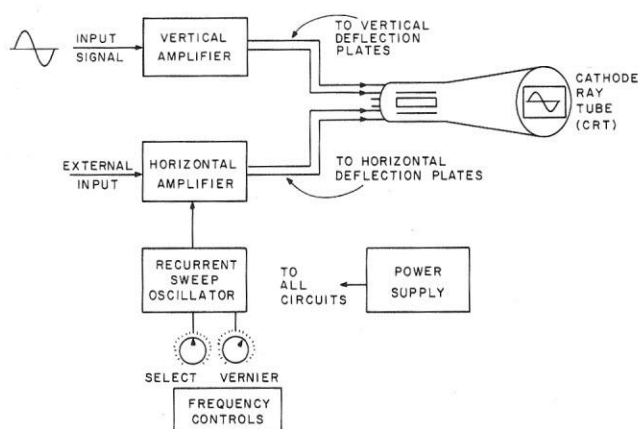 INPUT
SIGNAL
VERTICAL
AMPLIFIER
TO VERTICAL
DEFLECTION
PLATES
CATHODE
RAY
TUBE
(CRT)
EXTERNAL
INPUT
HORIZONTAL
AMPLIFIER
TO HORIZONTAL
DEFLECTION PLATES
RECURRENT
SWEEP
OSCILLATOR
TO
ALL
CIRCUITS
POWER
SUPPLY
SELECT
VERNIER
FREQUENCY
CONTROLS